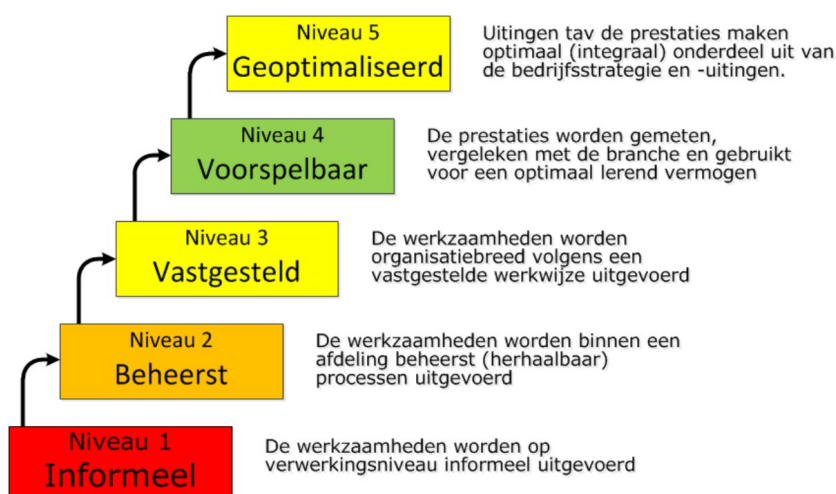 Niveau 5
Geoptimaliseerd
Uitingen tav de prestaties maken
optimaal (integraal) onderdeel uit van
de bedrijfsstrategie en -uitingen.
Niveau 4
Voorspelbaar
De prestaties worden gemeten,
vergeleken met de branche en gebruikt
voor een optimaal lerend vermogen
Niveau 3
Vastgesteld
De werkzaamheden worden
organisatiebreed volgens een
vastgestelde werkwijze uitgevoerd
Niveau 2
Beheerst
De werkzaamheden worden binnen een
afdeling beheerst (herhaalbaar)
processen uitgevoerd
Niveau 1
Informeel
De werkzaamheden worden op
verwerkingsniveau informeel uitgevoerd